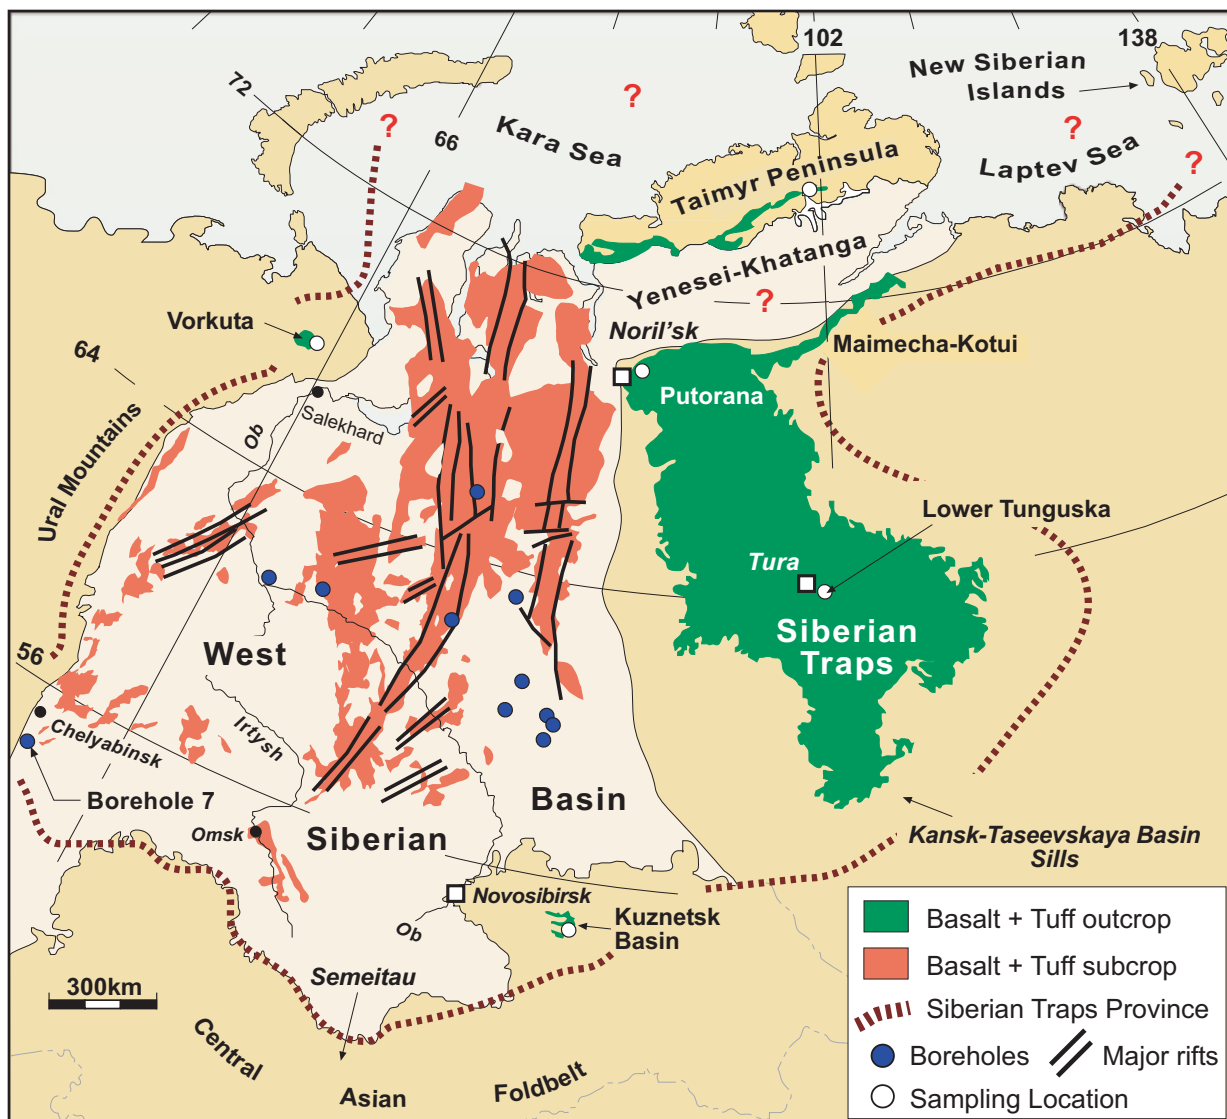 102
138
New Siberian
Islands
72
?
?
?
?
66
Kara Sea
Laptev Sea
Taimyr Peninsula
Yenesei-Khatanga
?
Vorkuta
Noril'sk
Maimecha-Kotui
64
Putorana
Salekhard
Ob
Ural Mountains
Lower Tunguska
Tura
Siberian
Traps
West
56
Irtysh
Chelyabinsk
Borehole 7
Basin
Omsk
Siberian
Kansk-Taseevskaya Basin
Sills
Novosibirsk
Ob
Kuznetsk
Basin
Semeitau
300km
Central
Asian
Foldbelt
Basalt + Tuff outcrop
Basalt + Tuff subcrop
Siberian Traps Province
Boreholes
Major rifts
Sampling Location